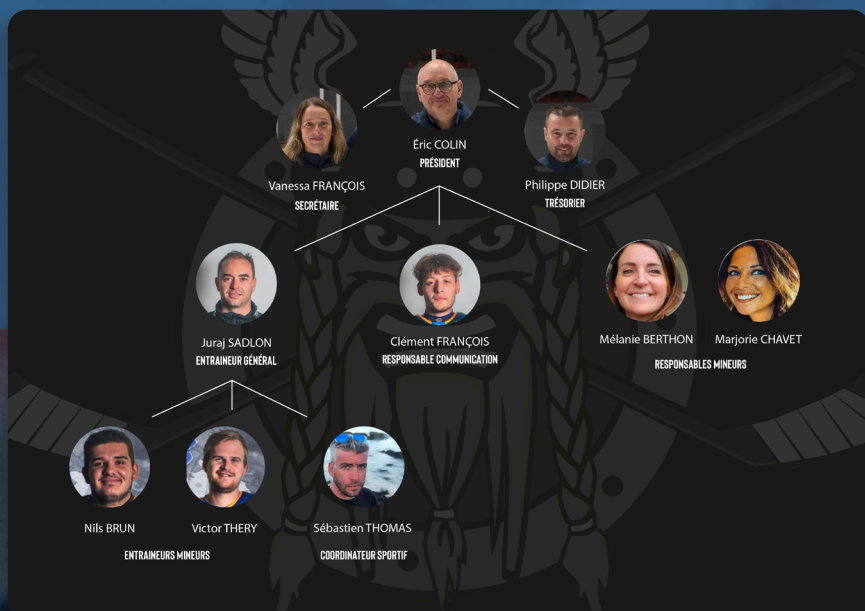 Éric COLIN
PRÉSIDENT
Vanessa FRANÇOIS
SECRÉTAIRE
Philippe DIDIER
TRÉSORIER
Juraj SADLON
ENTRAINEUR GÉNÉRAL
Clément FRANÇOIS
RESPONSABLE COMMUNICATION
Mélanie BERTHON
Marjorie CHAVET
RESPONSABLES MINEURS
Nils BRUN
Victor THERY
ENTRAINEURS MINEURS
Sébastien THOMAS
COORDINATEUR SPORTIF